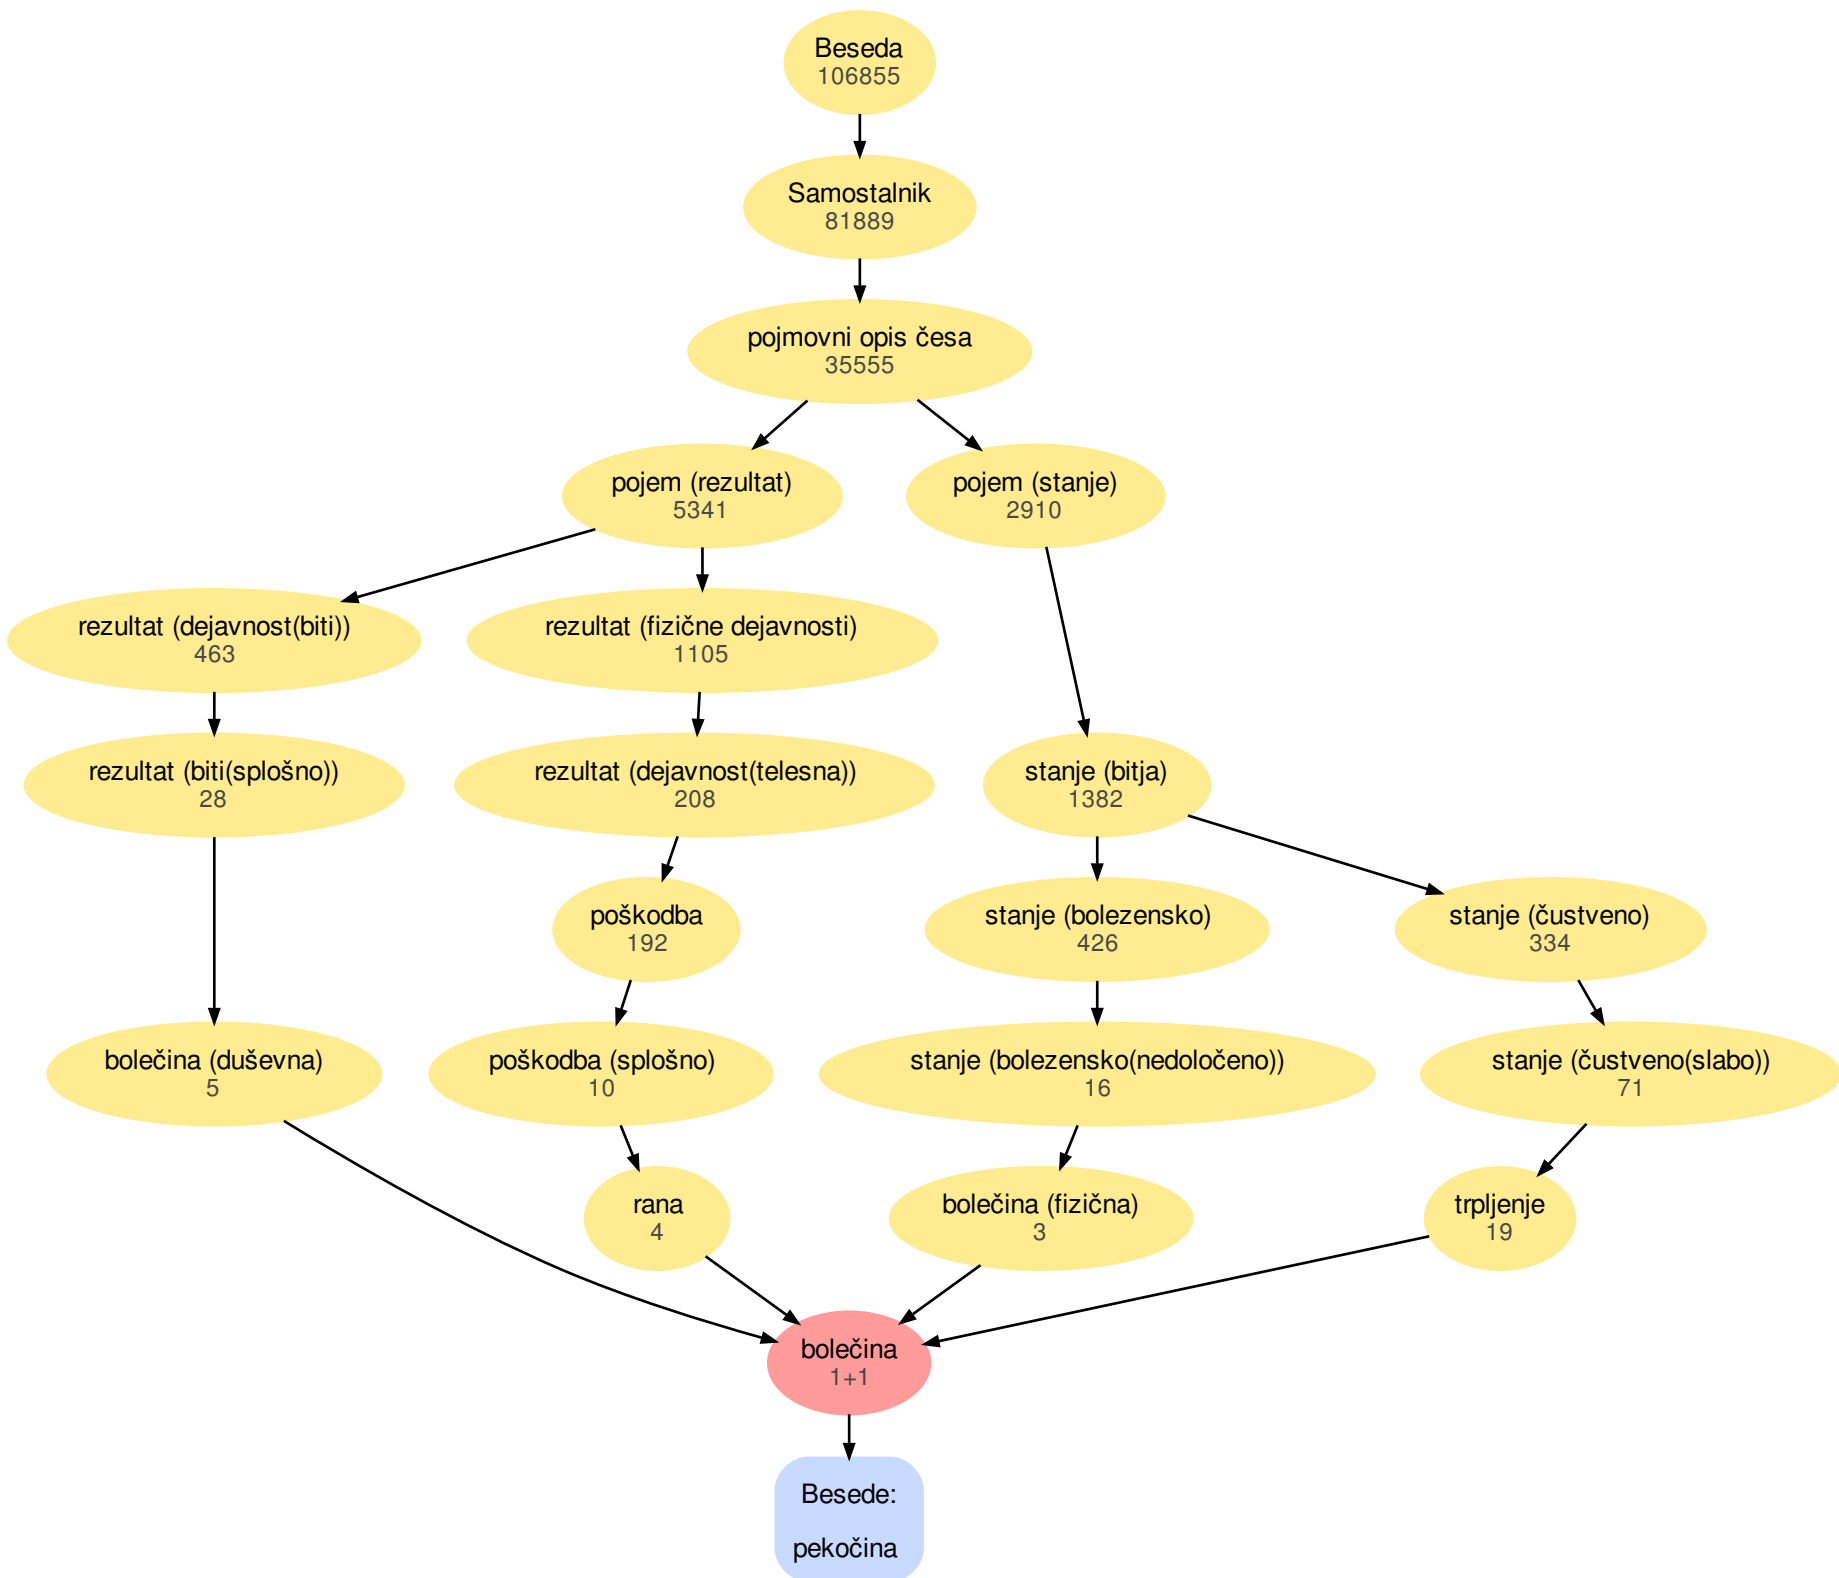 Beseda
106855
Samostalnik
81889
pojmovni opis česa
35555
pojem (rezultat)
5341
pojem (stanje)
2910
rezultat (dejavnost(biti))
463
rezultat (fizične dejavnosti)
1105
rezultat (biti(splošno))
28
rezultat (dejavnost(telesna))
208
stanje (bitja)
1382
poškodba
192
stanje (bolezensko)
426
stanje (čustveno)
334
bolečina (duševna)
5
poškodba (splošno)
10
stanje (bolezensko(nedoločeno))
16
stanje (čustveno(slabo))
71
rana
4
bolečina (fizična)
3
trpljenje
19
bolečina
1+1
Besede:
pekočina